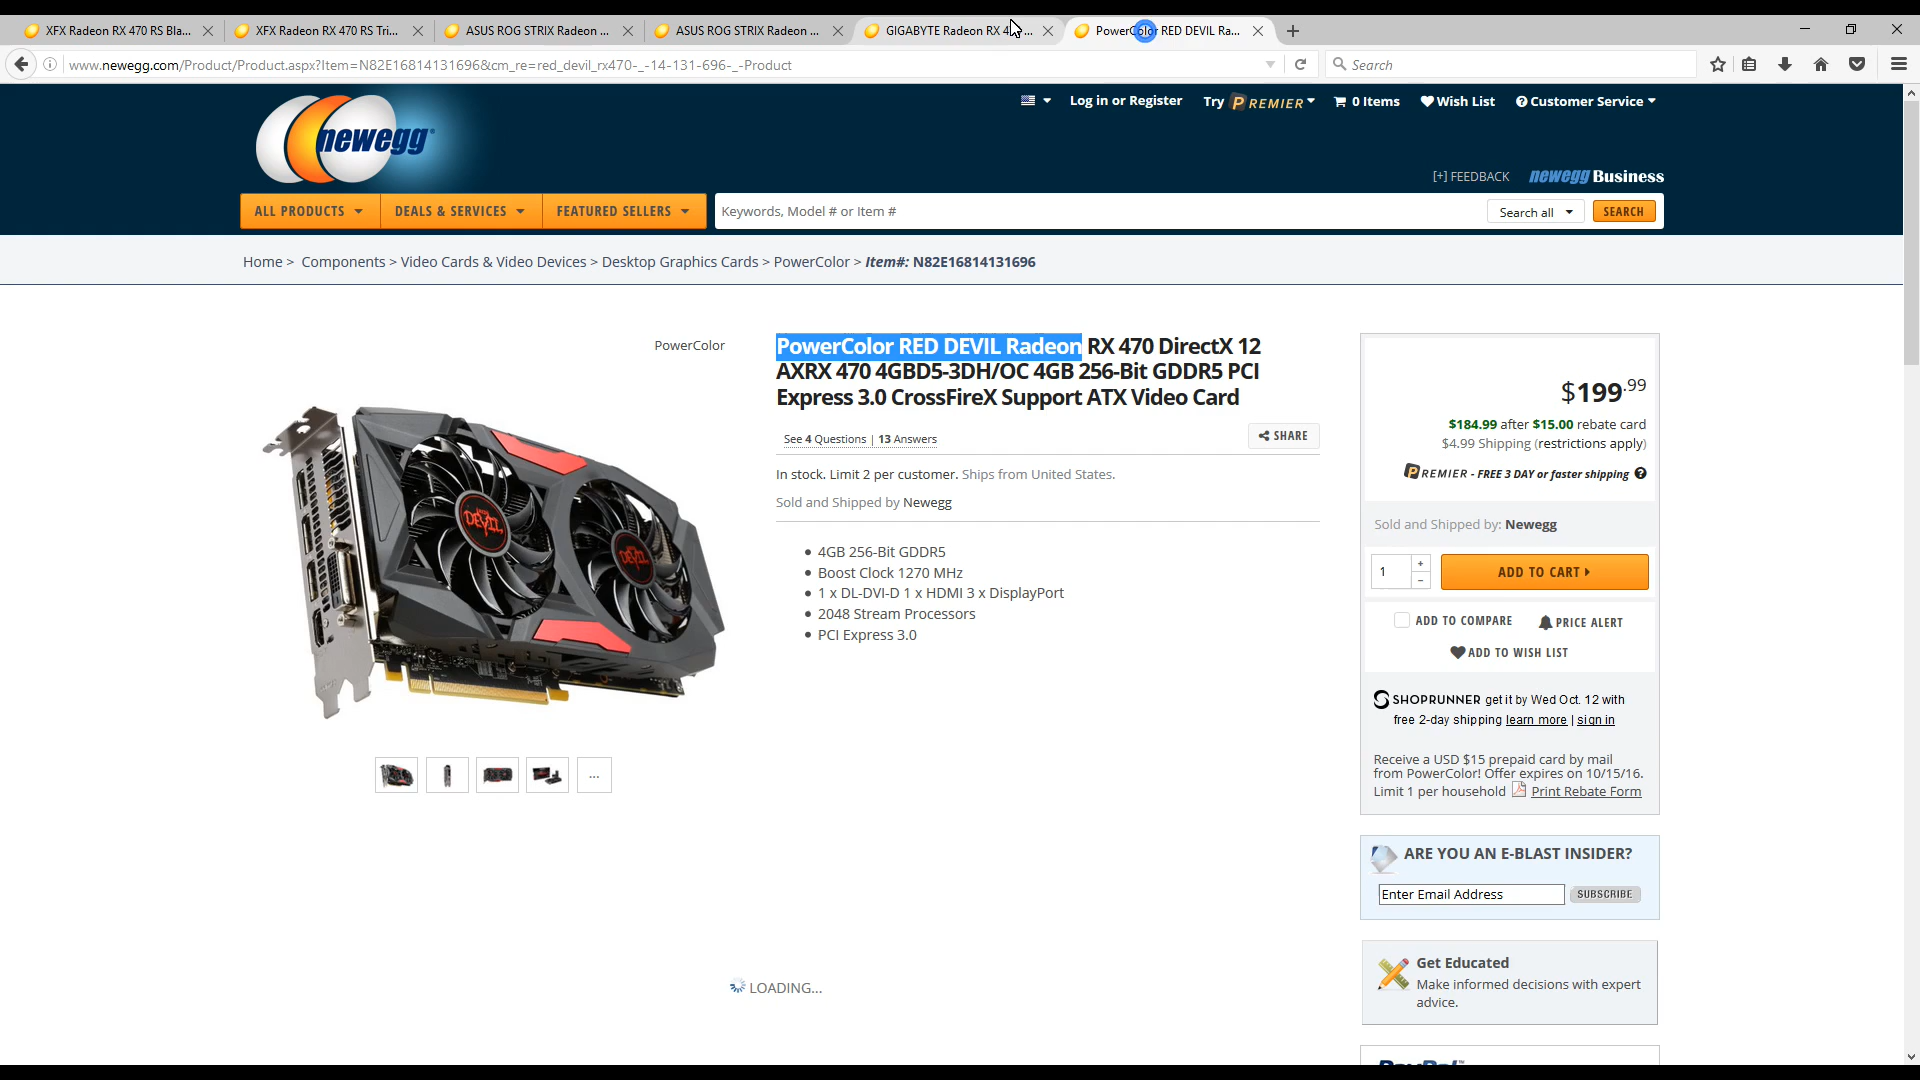 XFX Radeon RX 470 RS Bla...
XFX Radeon RX 470 RS Tri...
ASUS ROG STRIX Radeon ...
ASUS ROG STRIX Radeon ...
GIGABYTE Radeon RX 4...
PowerColor RED DEVIL Ra...
www.newegg.com/Product/Product.aspx?Item=N82E16814131696&cm_re=red_devil_rx470-_-14-131-696-_-Product
Search
newegg
Log in or Register
Try PREMIER
0 Items
Wish List
Customer Service
[+] FEEDBACK
newegg Business
ALL PRODUCTS
DEALS & SERVICES
FEATURED SELLERS
Keywords, Model # or Item #
Search all
SEARCH
Home > Components > Video Cards & Video Devices > Desktop Graphics Cards > PowerColor > Item#: N82E16814131696
PowerColor
PowerColor RED DEVIL Radeon RX 470 DirectX 12
AXRX 470 4GBD5-3DH/OC 4GB 256-Bit GDDR5 PCI
Express 3.0 CrossFireX Support ATX Video Card
See 4 Questions | 13 Answers
SHARE
In stock. Limit 2 per customer. Ships from United States.
Sold and Shipped by Newegg
4GB 256-Bit GDDR5
Boost Clock 1270 MHz
1 x DL-DVI-D 1 x HDMI 3 x DisplayPort
2048 Stream Processors
PCI Express 3.0
DEVIL
DEVIL
...
LOADING...
$199.99
$184.99 after $15.00 rebate card
$4.99 Shipping (restrictions apply)
PREMIER - FREE 3 DAY or faster shipping
Sold and Shipped by: Newegg
1
ADD TO CART
ADD TO COMPARE
PRICE ALERT
ADD TO WISH LIST
SHOPRUNNER get it by Wed Oct. 12 with
free 2-day shipping learn more | sign in
Receive a USD $15 prepaid card by mail
from PowerColor! Offer expires on 10/15/16.
Limit 1 per household Print Rebate Form
ARE YOU AN E-BLAST INSIDER?
Enter Email Address
SUBSCRIBE
Get Educated
Make informed decisions with expert
advice.